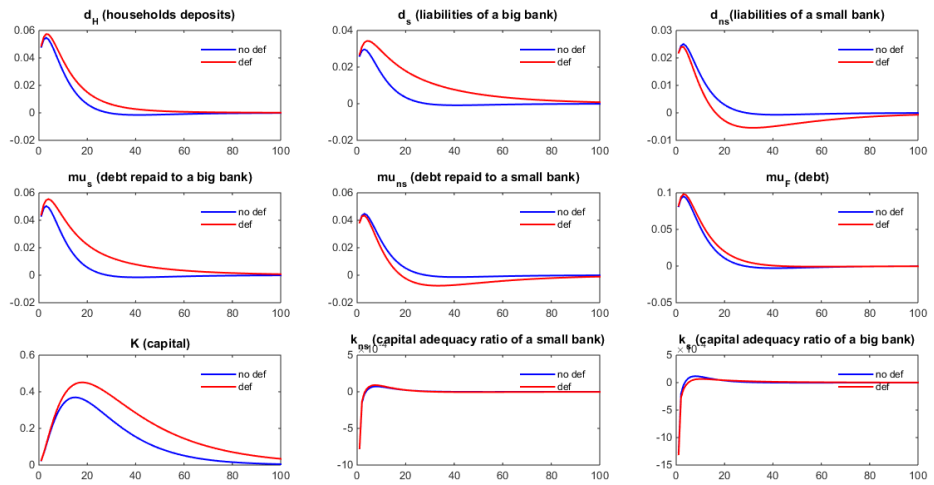 d_H (households deposits)
0.06
0.04
0.02
0
-0.02
0 20 40 60 80 100
no def
def
d_s (liabilities of a big bank)
0.04
0.02
0
-0.02
0 20 40 60 80 100
no def
def
d_ns(liabilities of a small bank)
0.03
0.02
0.01
0
-0.01
0 20 40 60 80 100
no def
def
mu_s (debt repaid to a big bank)
0.06
0.04
0.02
0
-0.02
0 20 40 60 80 100
no def
def
mu_ns (debt repaid to a small bank)
0.06
0.04
0.02
0
-0.02
0 20 40 60 80 100
no def
def
mu_F (debt)
0.1
0.05
0
-0.05
0 20 40 60 80 100
no def
def
K (capital)
0.6
0.4
0.2
0
0 20 40 60 80 100
no def
def
k_ns (capital adequacy ratio of a small bank)
5
0
-5
-10
0 20 40 60 80 100
no def
def
k_s (capital adequacy ratio of a big bank)
5
0
-5
-10
-15
0 20 40 60 80 100
no def
def